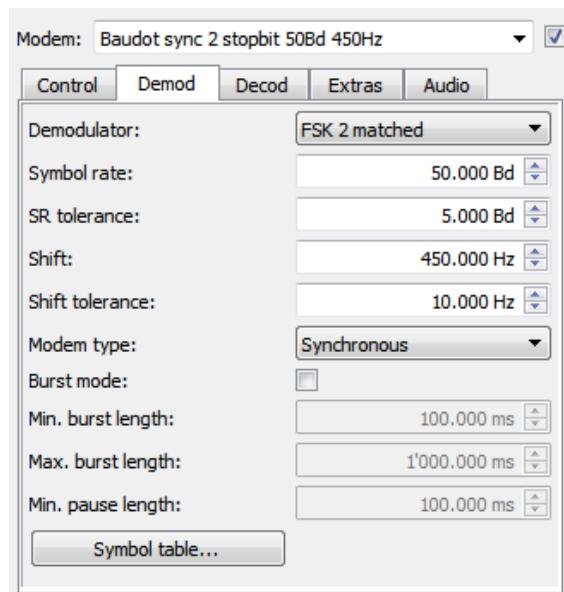 Modem: Baudot sync 2 stopbit 50Bd 450Hz
Control Demod Decod Extras Audio
Demodulator: FSK 2 matched
Symbol rate: 50.000 Bd
SR tolerance: 5.000 Bd
Shift: 450.000 Hz
Shift tolerance: 10.000 Hz
Modem type: Synchronous
Burst mode:
Min. burst length: 100.000 ms
Max. burst length: 1'000.000 ms
Min. pause length: 100.000 ms
Symbol table...